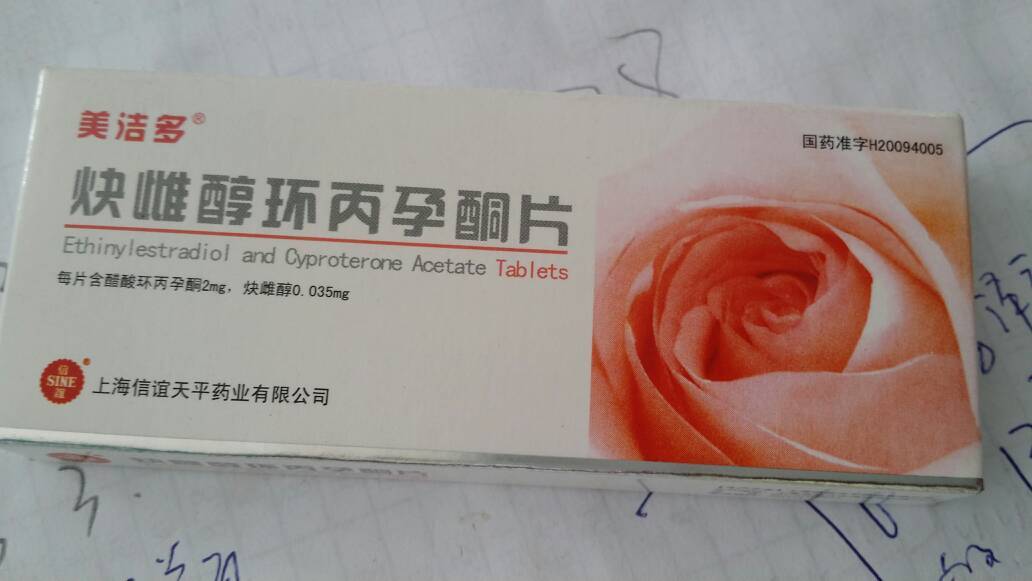 美洁多®
国药准字H20094005
炔雌醇环丙孕酮片
Ethinylestradiol and Cyproterone Acetate Tablets
每片含醋酸环丙孕酮2mg，炔雌醇0.035mg
信
SINE
谊
上海信谊天平药业有限公司